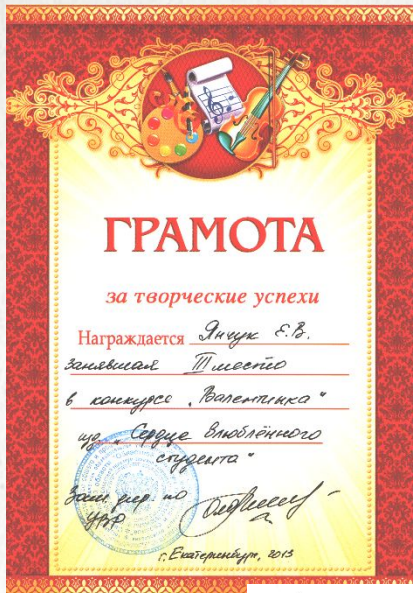 ГРАМОТА
за творческие успехи
Награждается Янчук Е.В.
занявшая III место
в конкурсе „Валентинка“
„Сердце влюблённого
студента“
Зам. дир. по
УВР
г. Екатеринбург, 2013